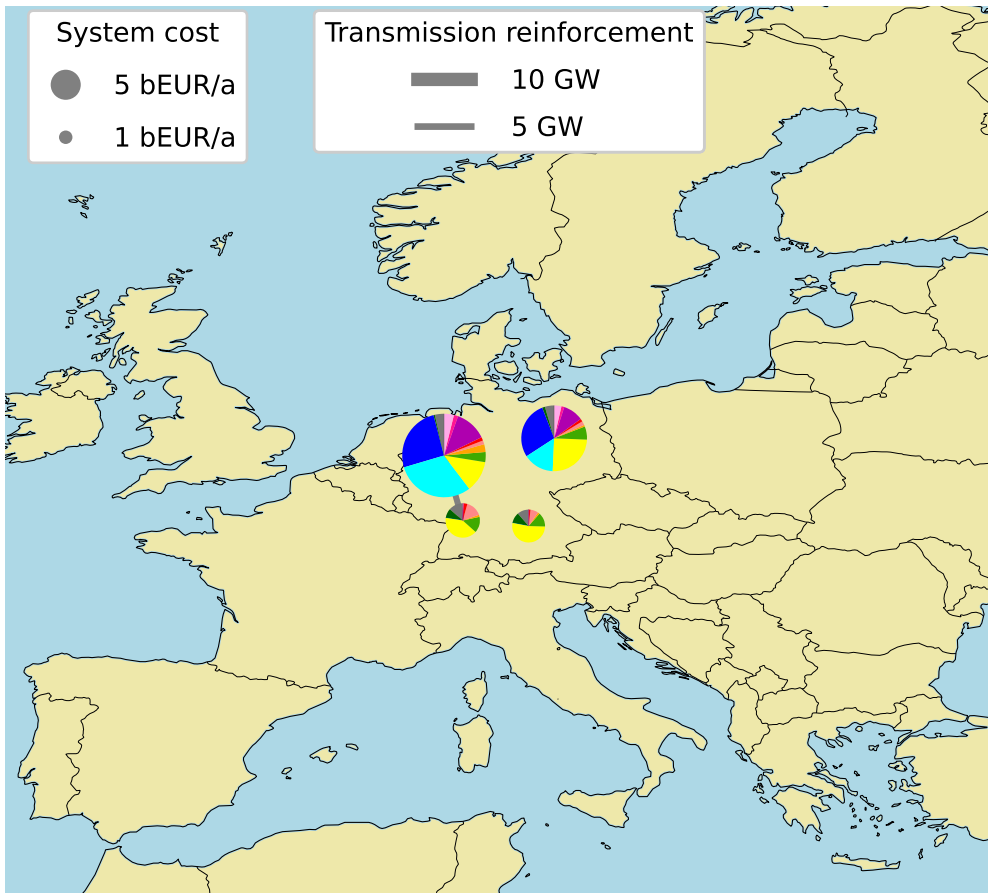 System cost
5 bEUR/a
1 bEUR/a
Transmission reinforcement
10 GW
5 GW